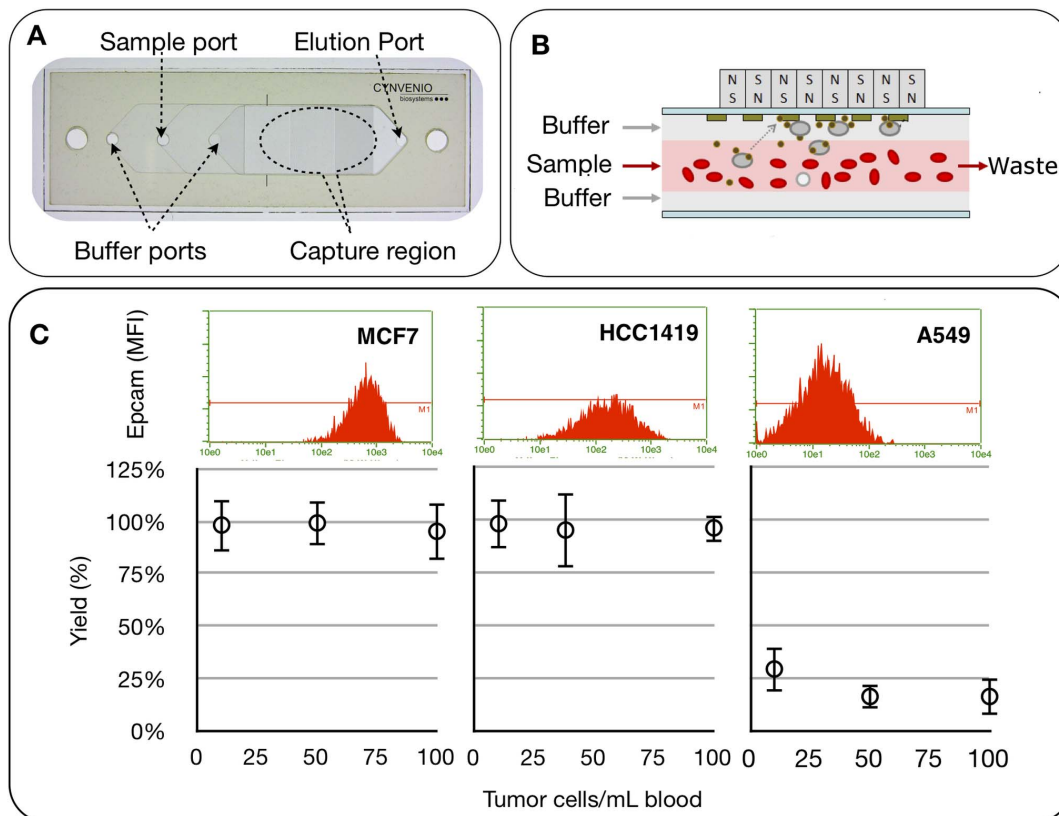 A
Sample port
Elution Port
CYNVENIO
biosystems
Buffer ports
Capture region
B
N S N S N S N S
S N S N S N S N
Buffer
Sample
Buffer
Waste
C
Epcam (MFI)
MCF7
M1
10e0 10e1 10e2 10e3 10e4
HCC1419
M1
10e0 10e1 10e2 10e3 10e4
A549
M1
10e0 10e1 10e2 10e3 10e4
Yield (%)
125%
100%
75%
50%
25%
0%
0 25 50 75 100
0 25 50 75 100
0 25 50 75 100
Tumor cells/mL blood